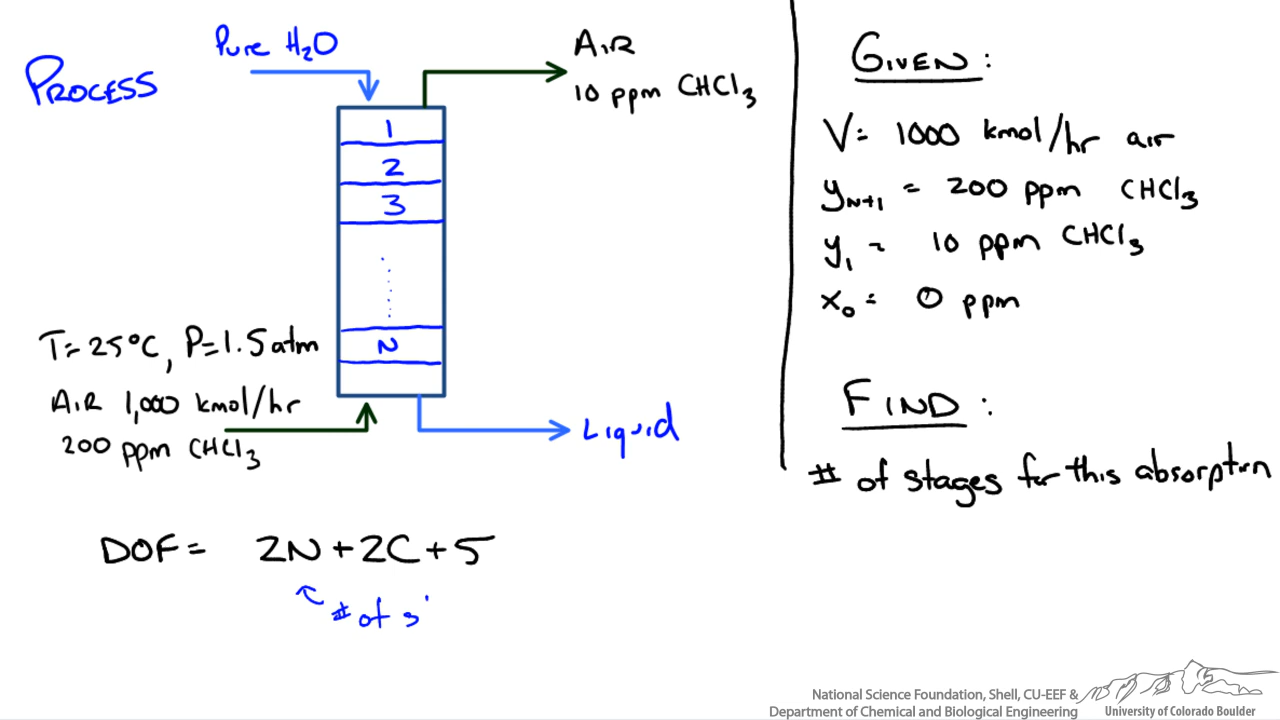 PROCESS
Pure H2O
AIR
10 ppm CHCl3
1
2
3
N
T=25°C, P=1.5atm
AIR 1,000 kmol/hr
200 ppm CHCl3
Liquid
DOF= 2N+2C+5
# of s
GIVEN:
V= 1000 kmol/hr air
yN+1 = 200 ppm CHCl3
y1 = 10 ppm CHCl3
x0 = 0 ppm
FIND:
# of stages for this absorption
National Science Foundation, Shell, CU-EEF &
Department of Chemical and Biological Engineering
University of Colorado Boulder